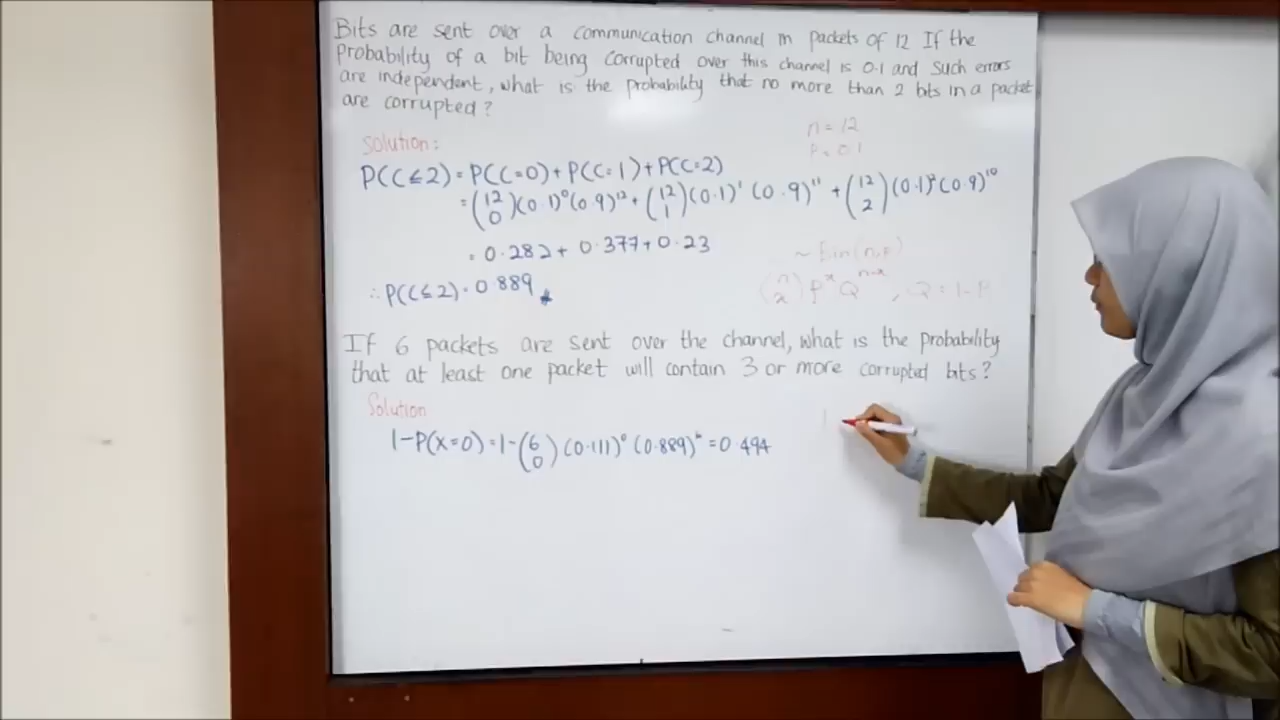 Bits are sent over a communication channel in packets of 12 If the
probability of a bit being corrupted over this channel is 0.1 and such errors
are independent, what is the probability that no more than 2 bits in a packet
are corrupted?
Solution:
n = 12
P = 0.1
P(C≤2) = P(C=0) + P(C=1) + P(C=2)
= (12 0)(0.1)⁰(0.9)¹² + (12 1)(0.1)¹(0.9)¹¹ + (12 2)(0.1)²(0.9)¹⁰
= 0.282 + 0.377 + 0.23
∴ P(C≤2) = 0.889
~ Bin(n,P)
(n x) P^x Q^n-x, Q = 1-P
If 6 packets are sent over the channel, what is the probability
that at least one packet will contain 3 or more corrupted bits?
Solution
1-P(X=0) = 1-(6 0)(0.111)⁰(0.889)⁶ = 0.494